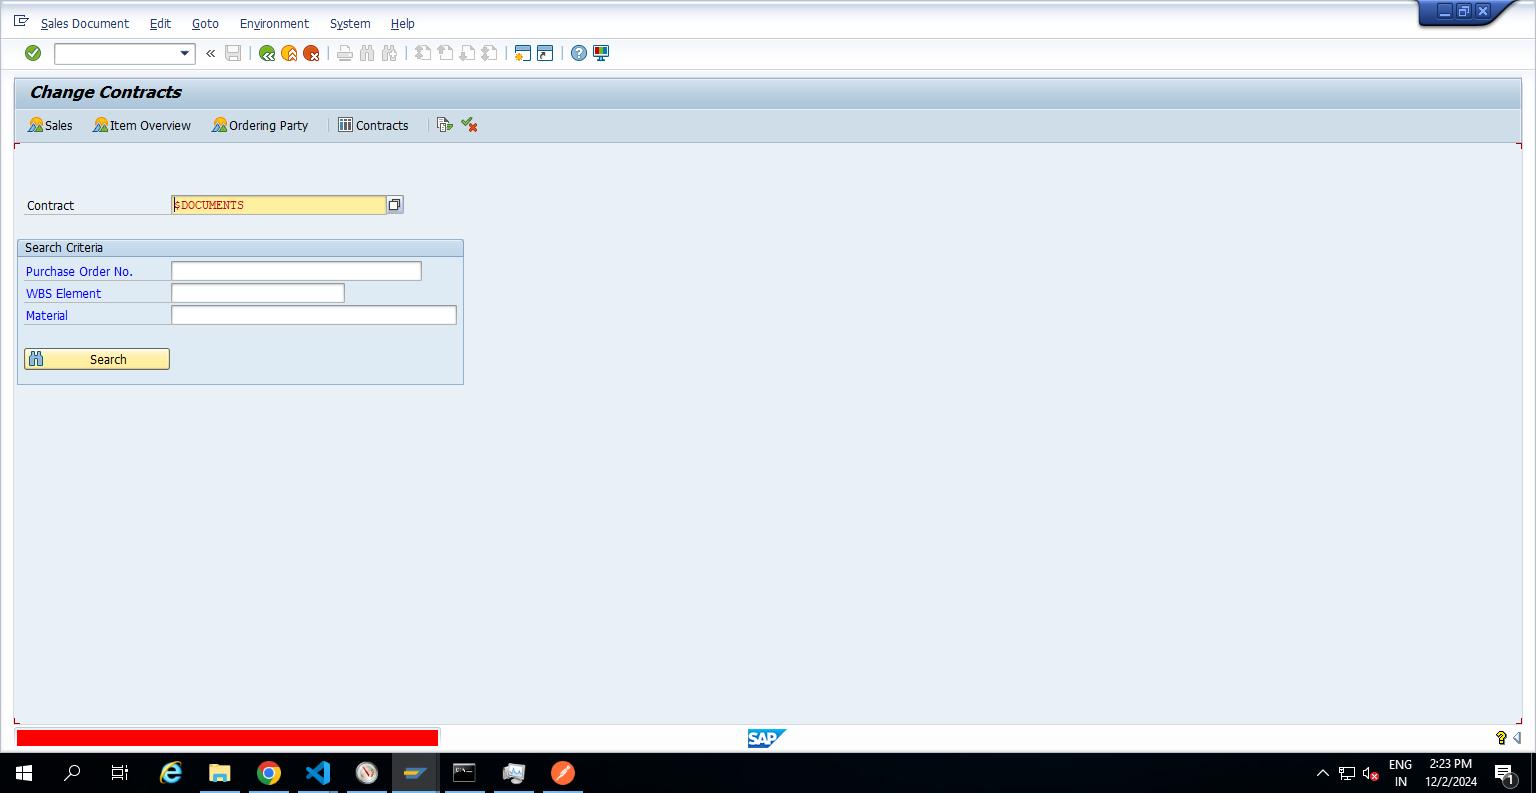 Sales Document Edit Goto Environment System Help
Change Contracts
Sales Item Overview Ordering Party Contracts
Contract $DOCUMENTS
Search Criteria
Purchase Order No.
WBS Element
Material
Search
SAP
ENG 2:23 PM
IN 12/2/2024
1